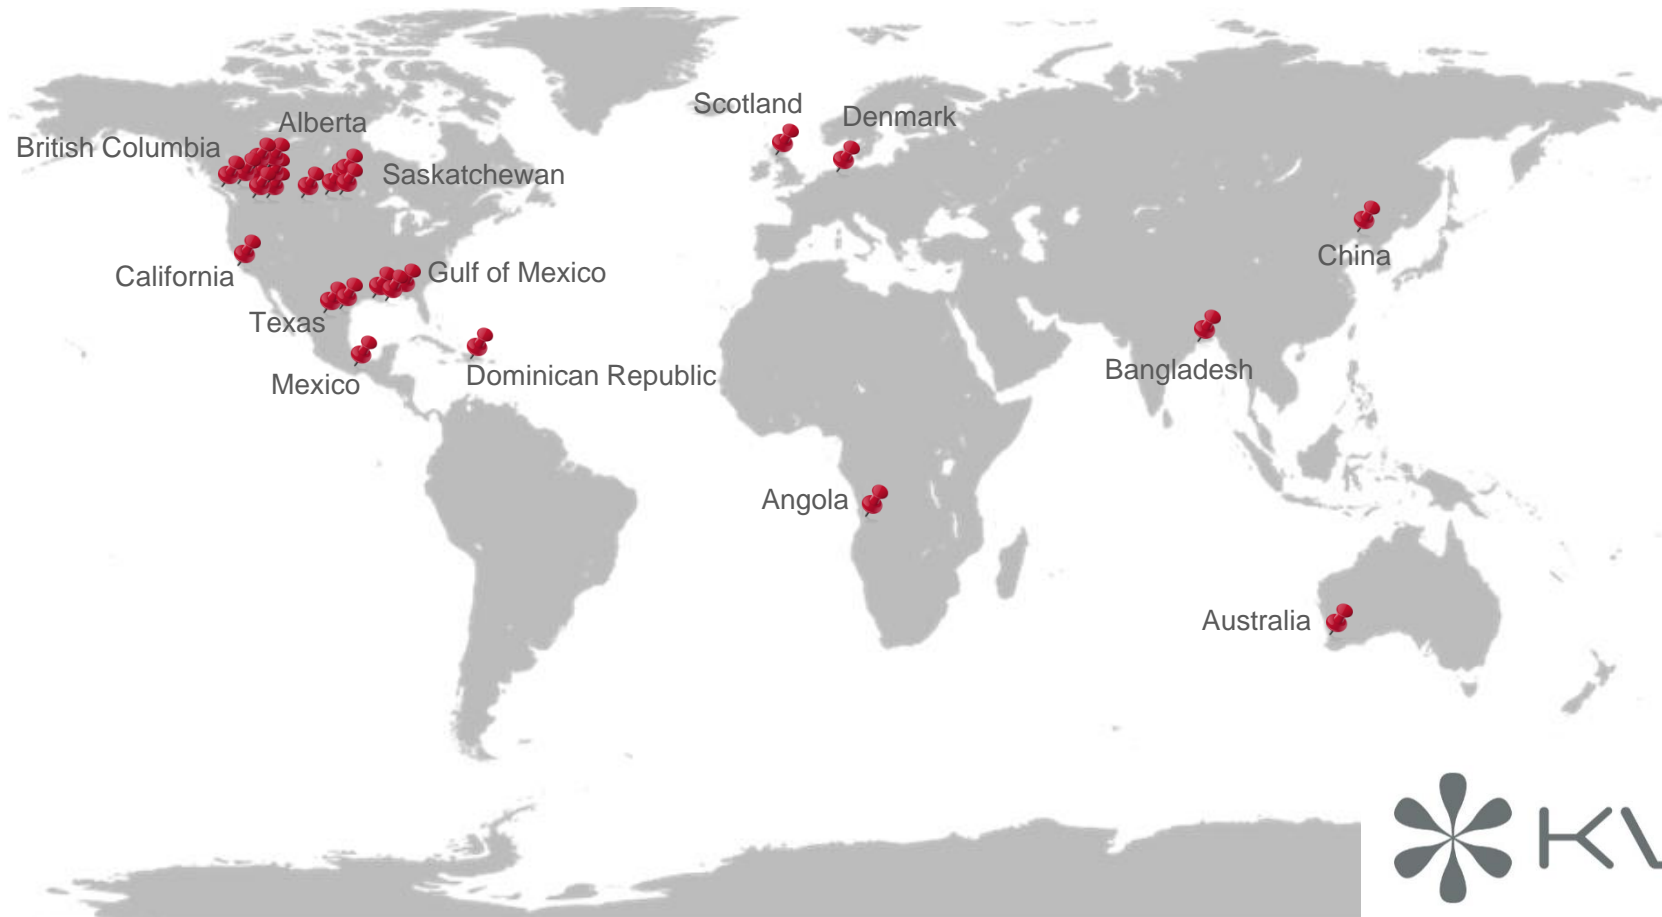 Scotland
Denmark
Alberta
British Columbia
Saskatchewan
China
California
Gulf of Mexico
Texas
Mexico
Dominican Republic
Bangladesh
Angola
Australia